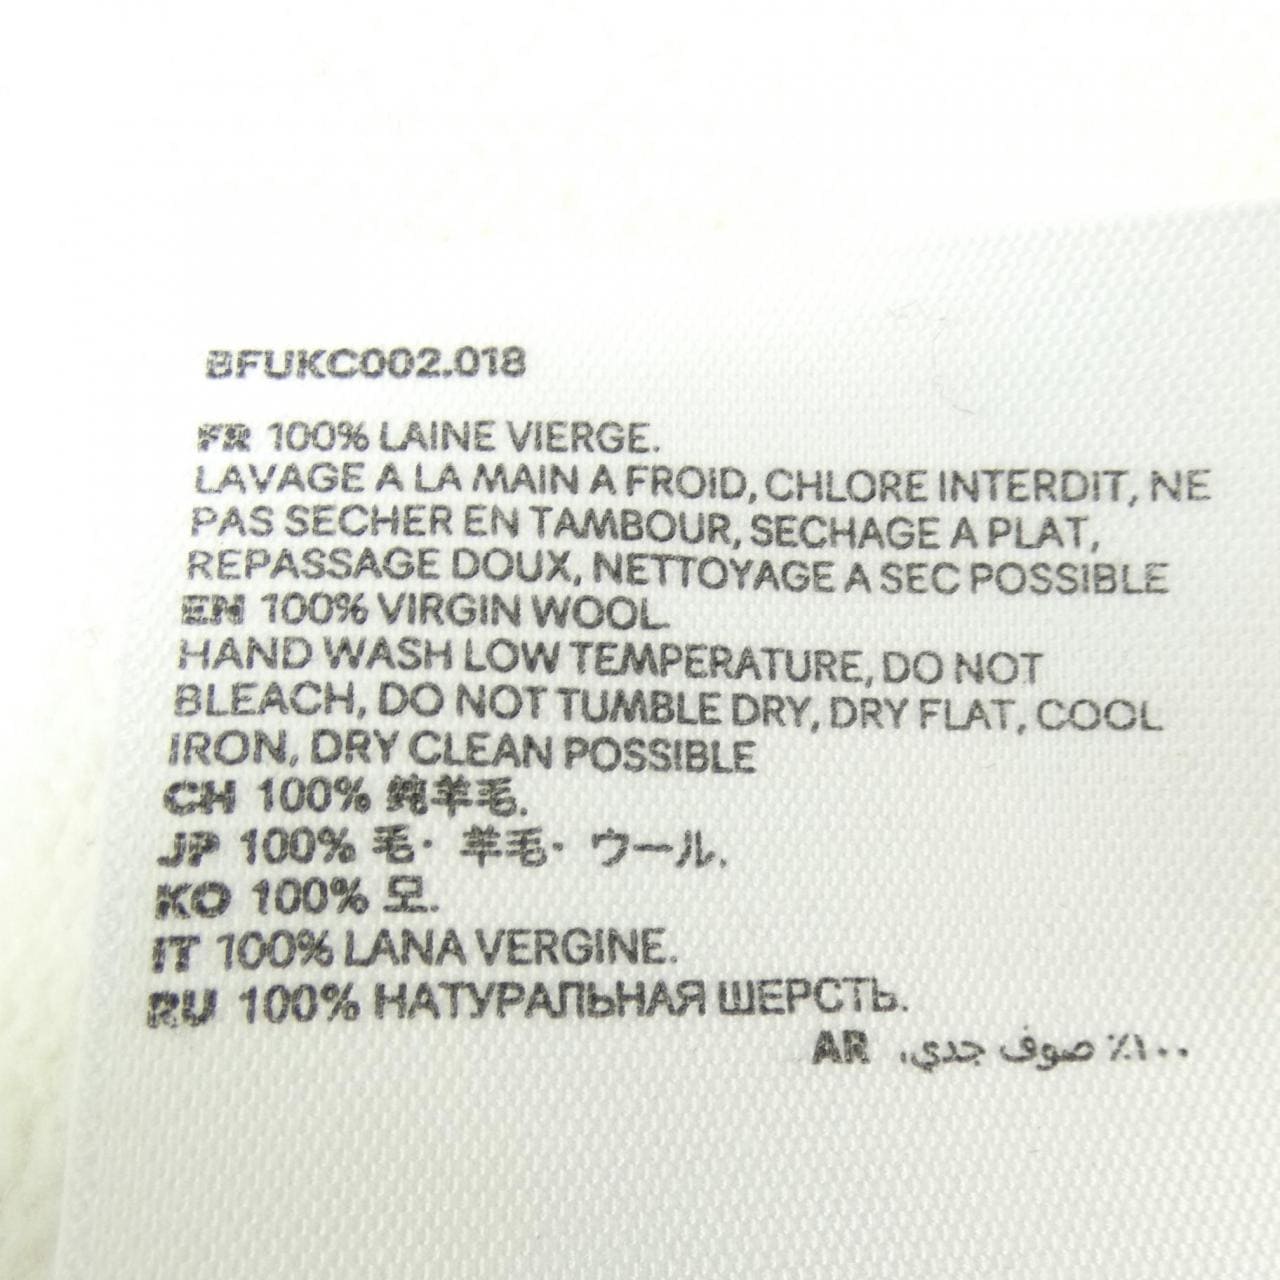 BFUKC002.018
FR 100% LAINE VIERGE.
LAVAGE A LA MAIN A FROID, CHLORE INTERDIT, NE
PAS SECHER EN TAMBOUR, SECHAGE A PLAT,
REPASSAGE DOUX, NETTOYAGE A SEC POSSIBLE
EN 100% VIRGIN WOOL.
HAND WASH LOW TEMPERATURE, DO NOT
BLEACH, DO NOT TUMBLE DRY, DRY FLAT, COOL
IRON, DRY CLEAN POSSIBLE
CH 100% 纯羊毛.
JP 100% 毛· 羊毛· ウール.
KO 100% 모.
IT 100% LANA VERGINE.
RU 100% НАТУРАЛЬНАЯ ШЕРСТЬ.
AR ١٠٠٪ صوف جدي.